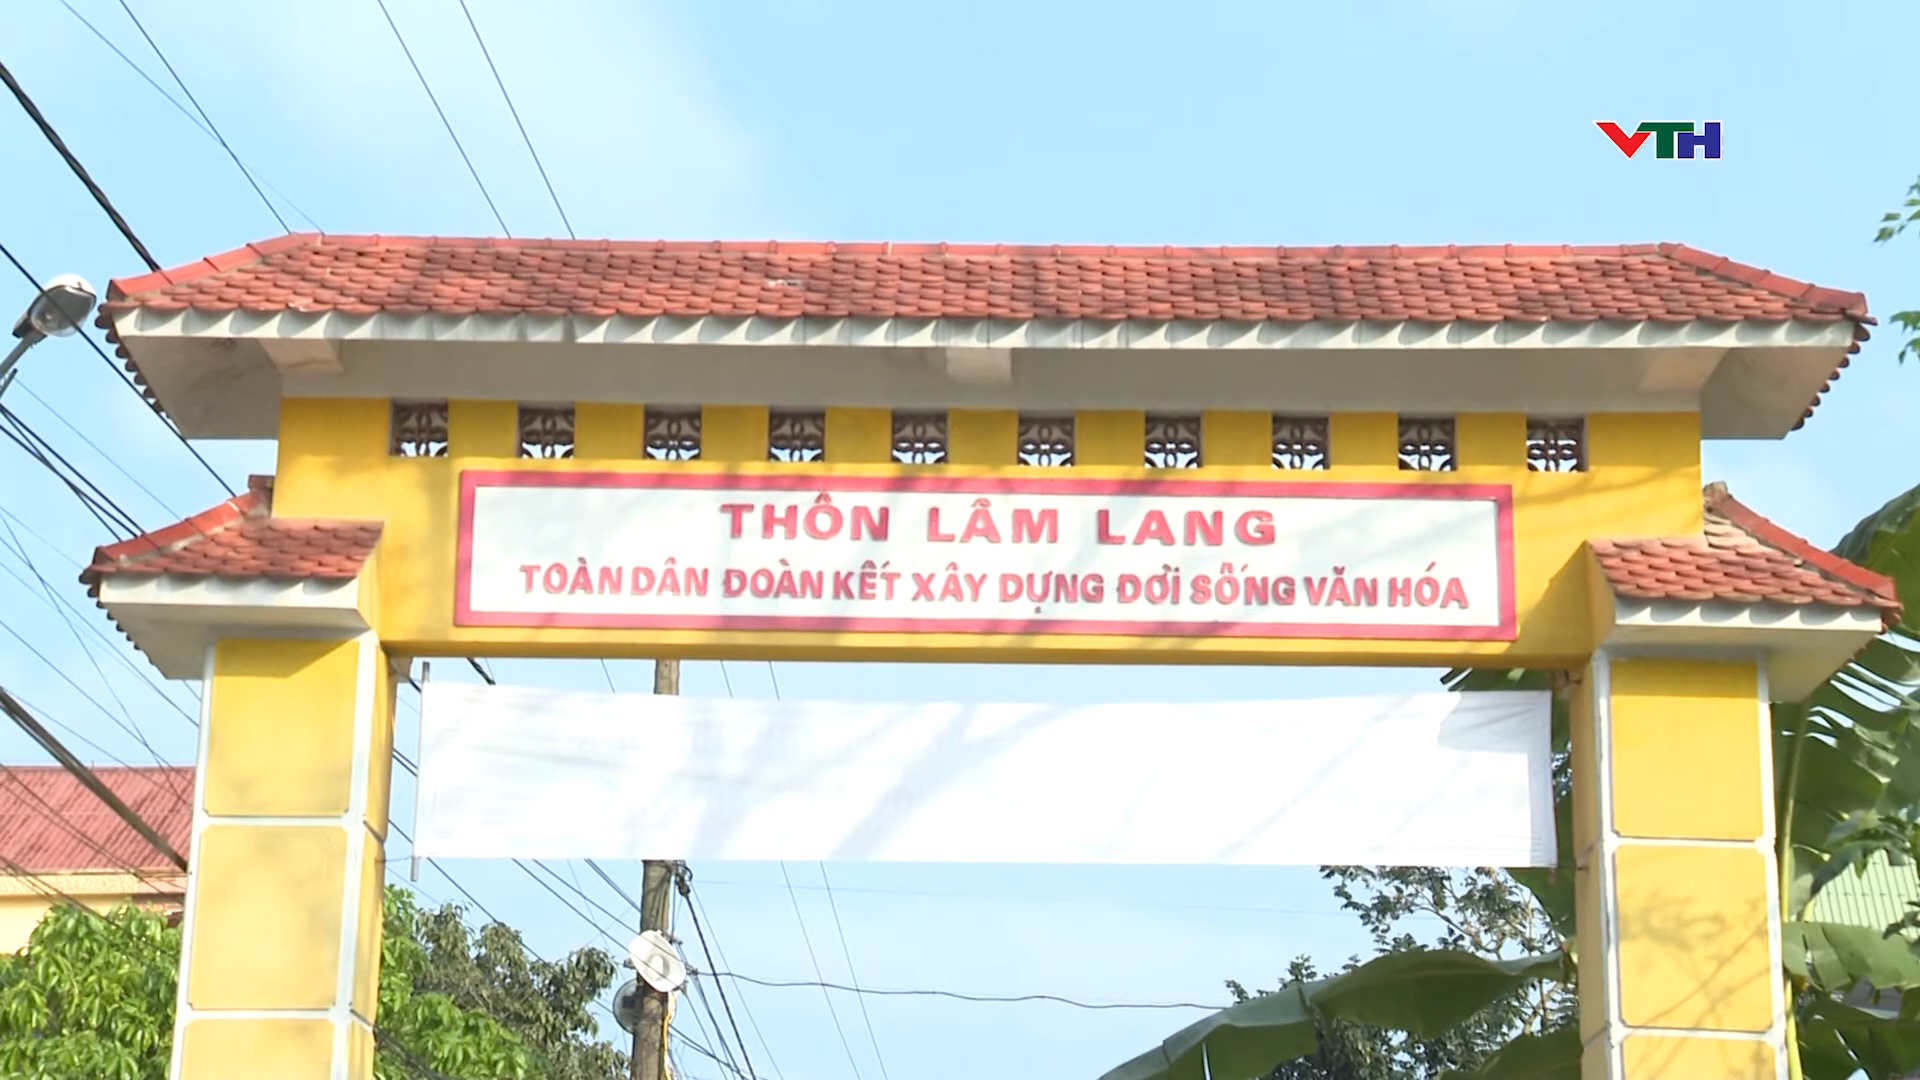 VTH
THÔN LÂM LANG
TOÀN DÂN ĐOÀN KẾT XÂY DỰNG ĐỜI SỐNG VĂN HÓA